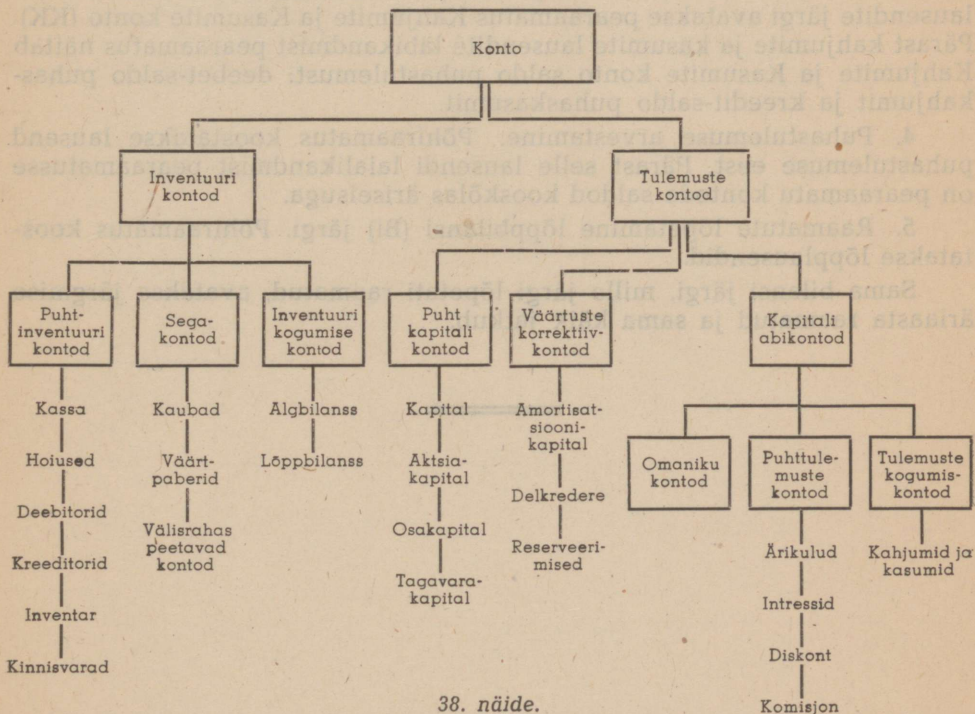 Konto
Inventuuri
kontod
Tulemuste
kontod
Puht-
inventuuri
kontod
Sega-
kontod
Inventuuri
kogumise
kontod
Puht
kapitali
kontod
Väärtuste
korrektiiv-
kontod
Kapitali
abikontod
Kassa
Hoiused
Deebitorid
Kreeditorid
Inventar
Kinnisvarad
Kaubad
Väärt-
paberid
Välisrahas
peetavad
kontod
Algbilanss
Lõppbilanss
Kapital
Aktsia-
kapital
Osakapital
Tagavara-
kapital
Amortisat-
siooni-
kapital
Delkredere
Reserveeri-
mised
Omaniku
kontod
Puhttule-
muste
kontod
Tulemuste
kogumis-
kontod
Ärikulud
Intressid
Diskont
Komisjon
Kahjumid ja
kasumid
38. näide.